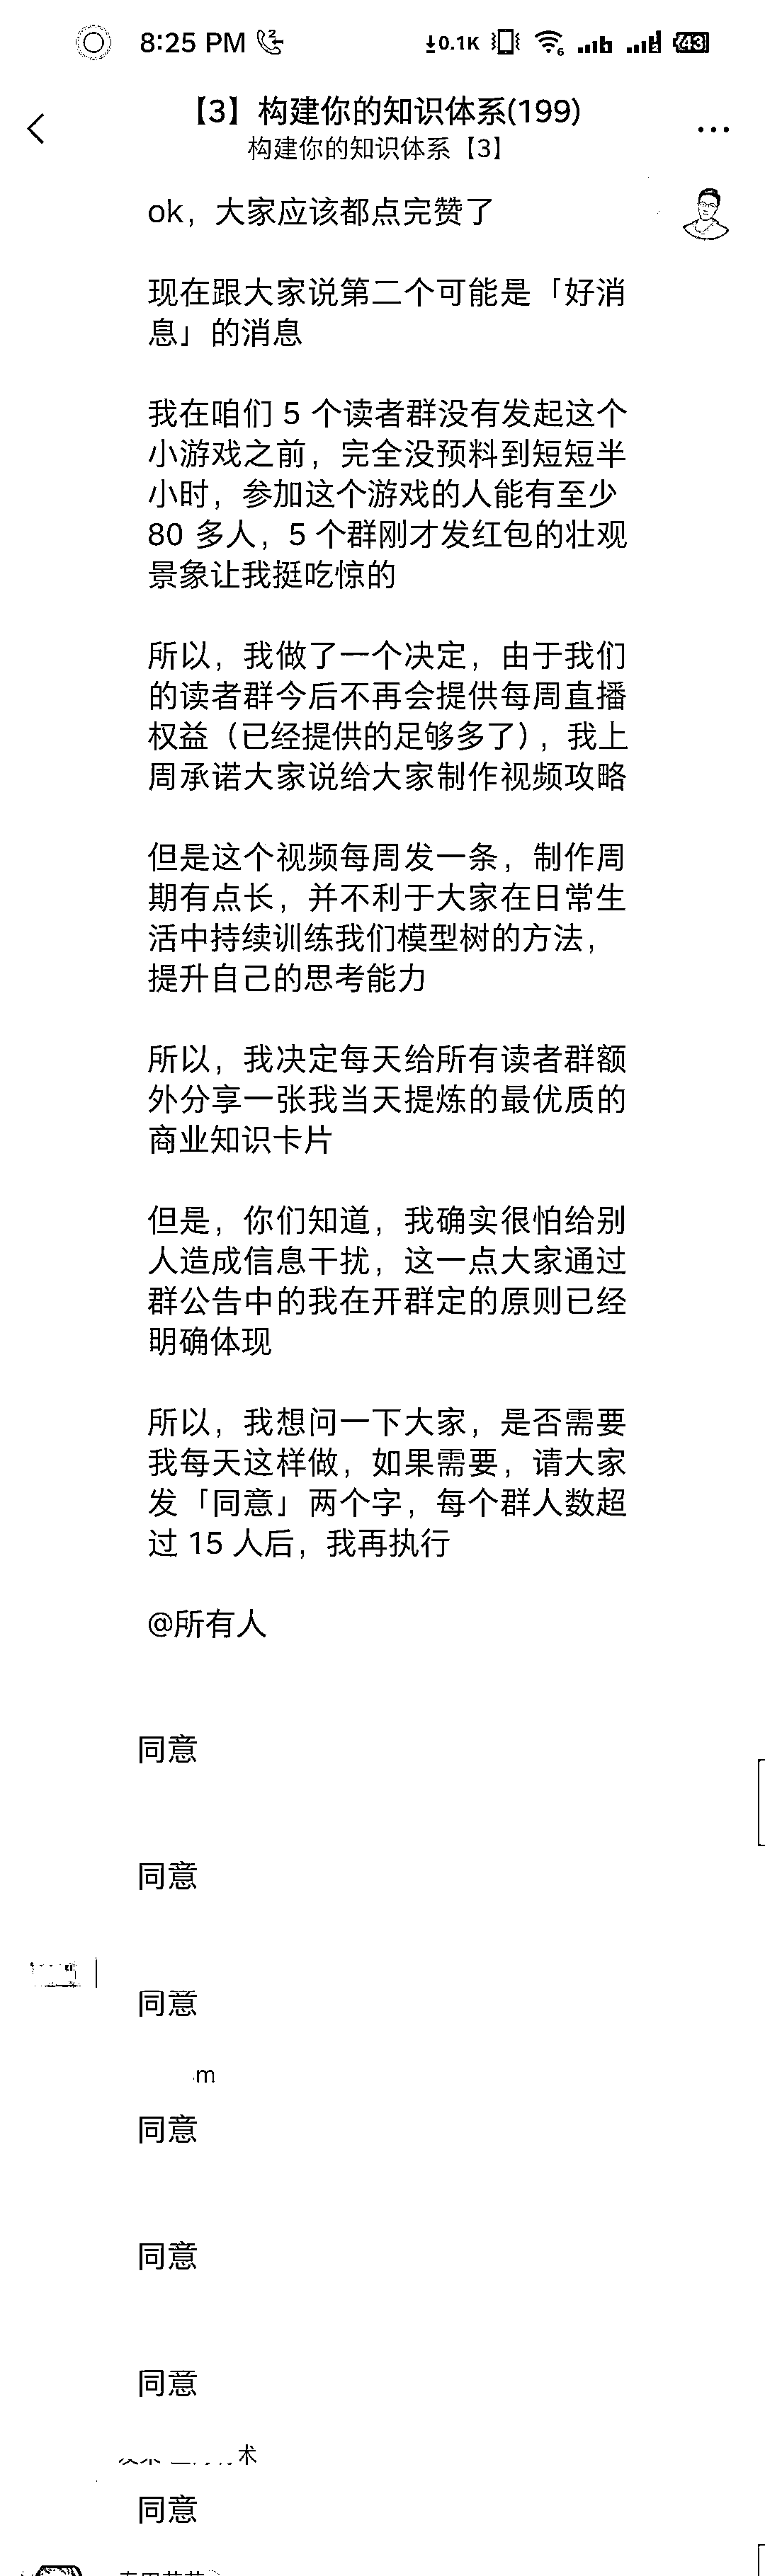 8:25 PM 2 0.1K 6 2 43
【3】构建你的知识体系(199)
构建你的知识体系【3】
ok，大家应该都点完赞了
现在跟大家说第二个可能是「好消
息」的消息
我在咱们 5 个读者群没有发起这个
小游戏之前，完全没预料到短短半
小时，参加这个游戏的人能有至少
80 多人，5 个群刚才发红包的壮观
景象让我挺吃惊的
所以，我做了一个决定，由于我们
的读者群今后不再会提供每周直播
权益（已经提供的足够多了），我上
周承诺大家说给大家制作视频攻略
但是这个视频每周发一条，制作周
期有点长，并不利于大家在日常生
活中持续训练我们模型树的方法，
提升自己的思考能力
所以，我决定每天给所有读者群额
外分享一张我当天提炼的最优质的
商业知识卡片
但是，你们知道，我确实很怕给别
人造成信息干扰，这一点大家通过
群公告中的我在开群定的原则已经
明确体现
所以，我想问一下大家，是否需要
我每天这样做，如果需要，请大家
发「同意」两个字，每个群人数超
过 15 人后，我再执行
@所有人
同意
同意
同意
m
同意
同意
同意
术
同意